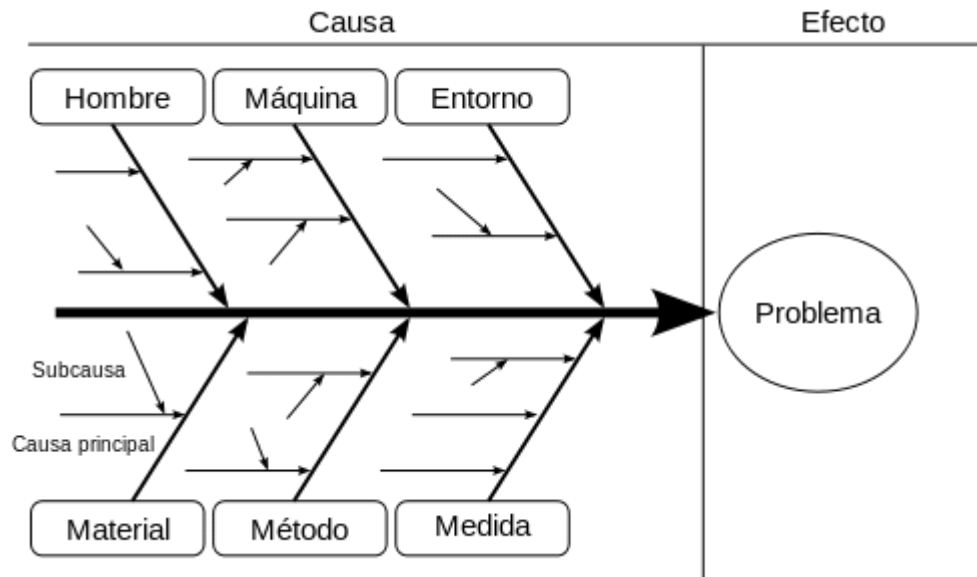 Causa
Efecto
Hombre
Máquina
Entorno
Problema
Subcausa
Causa principal
Material
Método
Medida